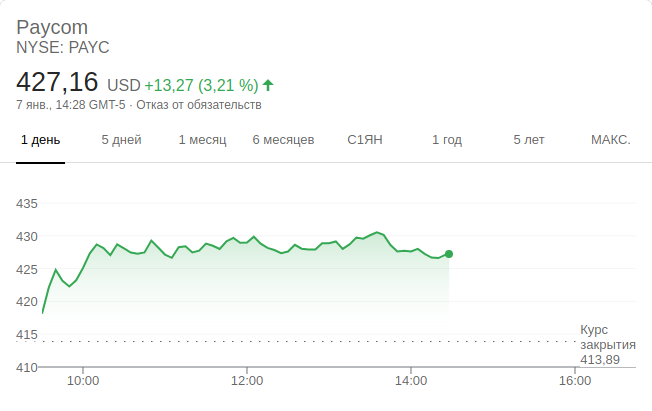 Paycom
NYSE: PAYC
427,16 USD +13,27 (3,21 %)
7 янв., 14:28 GMT-5 · Отказ от обязательств
1 день 5 дней 1 месяц 6 месяцев С1ЯН 1 год 5 лет МАКС.
435
430
425
420
415
410
Курс
закрытия
413,89
10:00 12:00 14:00 16:00